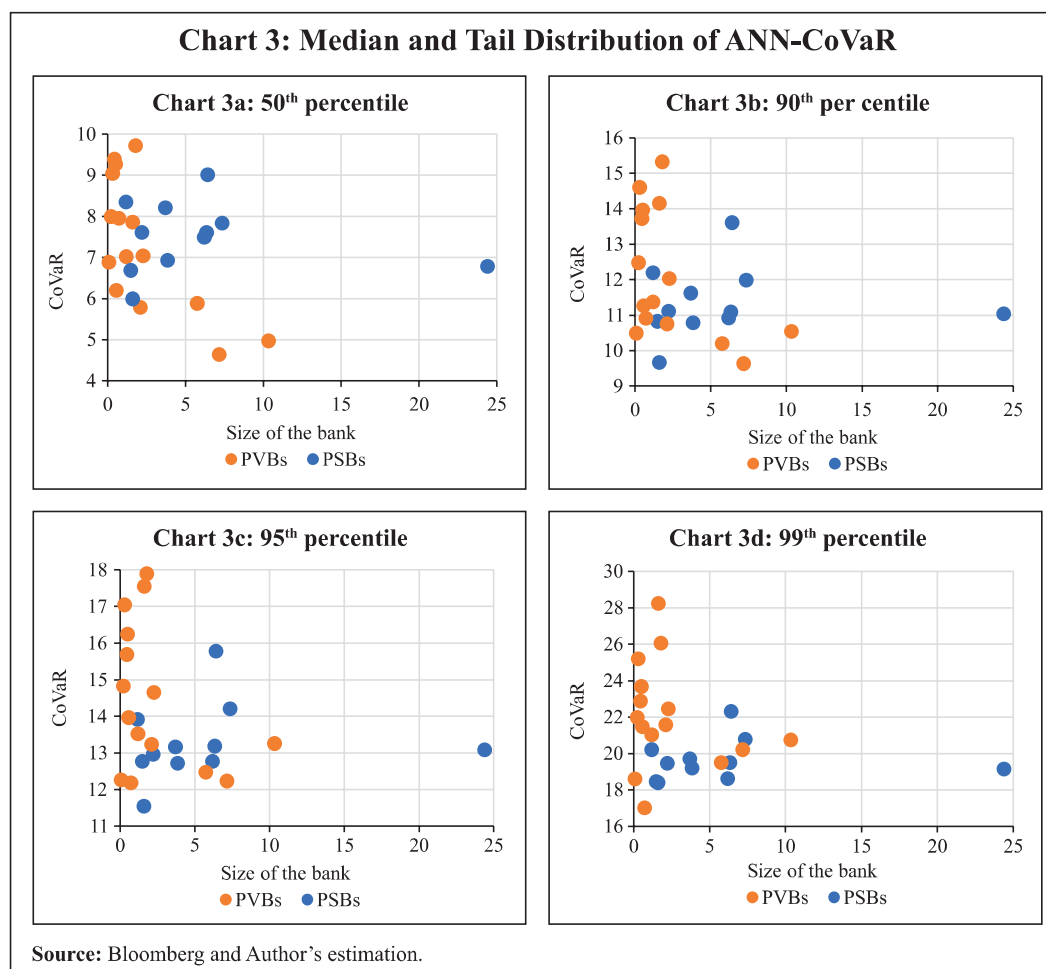 Chart 3: Median and Tail Distribution of ANN-CoVaR
Chart 3a: 50th percentile
10
9
8
7
6
5
4
CoVaR
0 5 10 15 20 25
Size of the bank
PVBs PSBs
Chart 3b: 90th per centile
16
15
14
13
12
11
10
9
CoVaR
0 5 10 15 20 25
Size of the bank
PVBs PSBs
Chart 3c: 95th percentile
18
17
16
15
14
13
12
11
CoVaR
0 5 10 15 20 25
Size of the bank
PVBs PSBs
Chart 3d: 99th percentile
30
28
26
24
22
20
18
16
CoVaR
0 5 10 15 20 25
Size of the bank
PVBs PSBs
Source: Bloomberg and Author’s estimation.